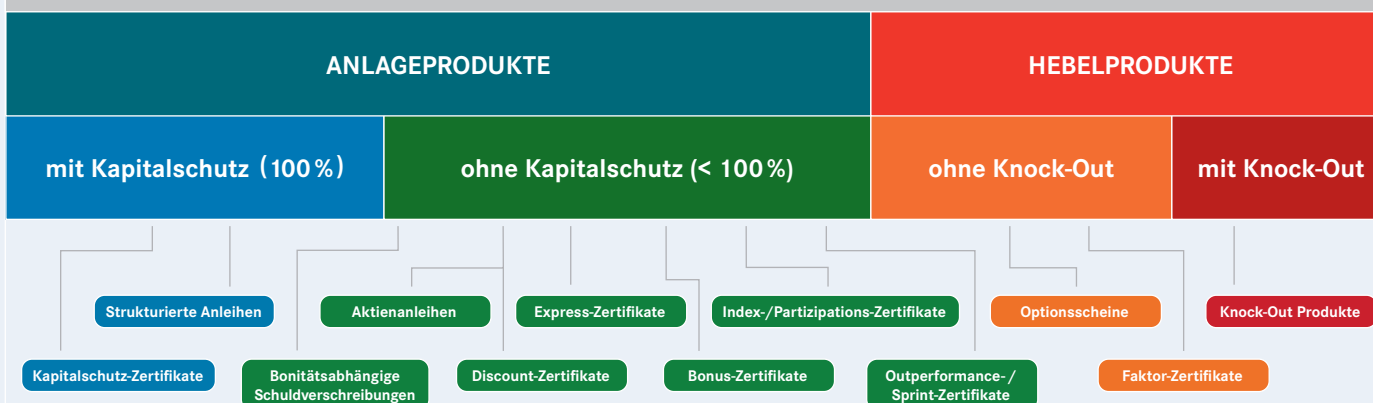 ANLAGEPRODUKTE
HEBELPRODUKTE
mit Kapitalschutz (100 %)
ohne Kapitalschutz (< 100 %)
ohne Knock-Out
mit Knock-Out
Strukturierte Anleihen
Aktienanleihen
Express-Zertifikate
Index-/Partizipations-Zertifikate
Optionsscheine
Knock-Out Produkte
Kapitalschutz-Zertifikate
Bonitätsabhängige
Schuldverschreibungen
Discount-Zertifikate
Bonus-Zertifikate
Outperformance-/
Sprint-Zertifikate
Faktor-Zertifikate